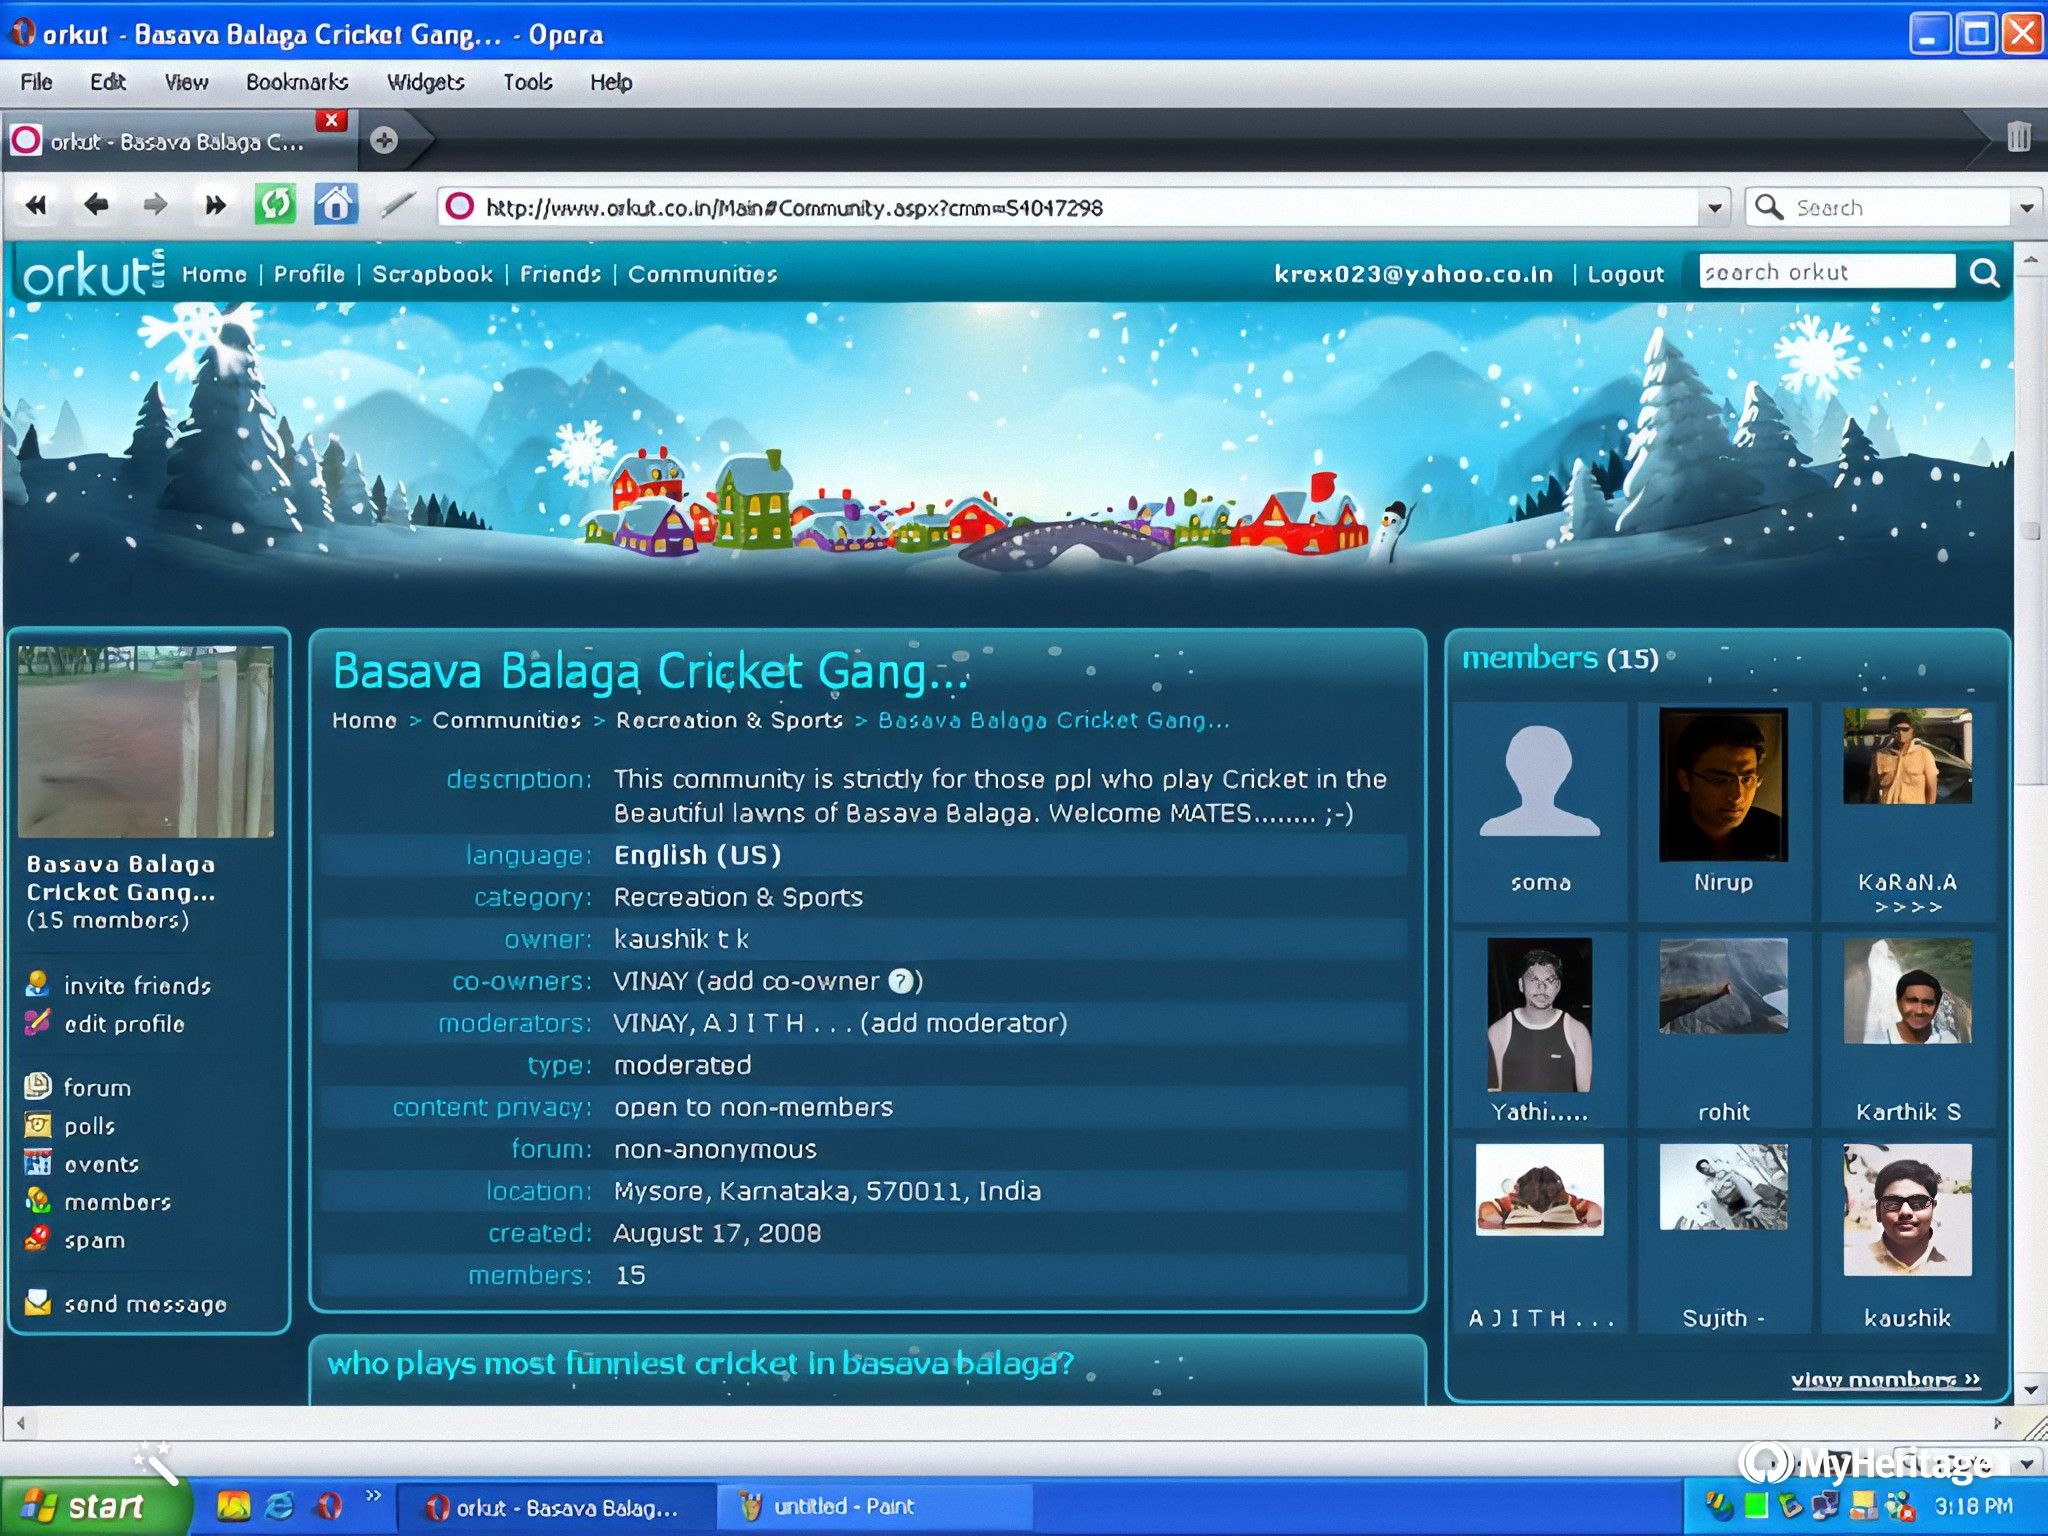 orkut - Basava Balaga Cricket Gang... - Opera
File Edit View Bookmarks Widgets Tools Help
orkut - Basava Balaga C...
http://www.orkut.co.in/Main#Community.aspx?cmm=54047298
Search
orkut BETA Home | Profile | Scrapbook | Friends | Communities
krex023@yahoo.co.in | Logout
search orkut
Basava Balaga
Cricket Gang...
(15 members)
invite friends
edit profile
forum
polls
events
members
spam
send message
Basava Balaga Cricket Gang...
Home > Communities > Recreation & Sports > Basava Balaga Cricket Gang...
description: This community is strictly for those ppl who play Cricket in the
Beautiful lawns of Basava Balaga. Welcome MATES........ ;-)
language: English (US)
category: Recreation & Sports
owner: kaushik t k
co-owners: VINAY (add co-owner ?)
moderators: VINAY, A J I T H . . . (add moderator)
type: moderated
content privacy: open to non-members
forum: non-anonymous
location: Mysore, Karnataka, 570011, India
created: August 17, 2008
members: 15
who plays most funniest cricket in basava balaga?
members (15)
soma Nirup KaRaN.A
>>>>
Yathi..... rohit Karthik S
A J I T H . . . Sujith - kaushik
view members »
MyHeritage
start
orkut - Basava Balag...
untitled - Paint
3:18 PM